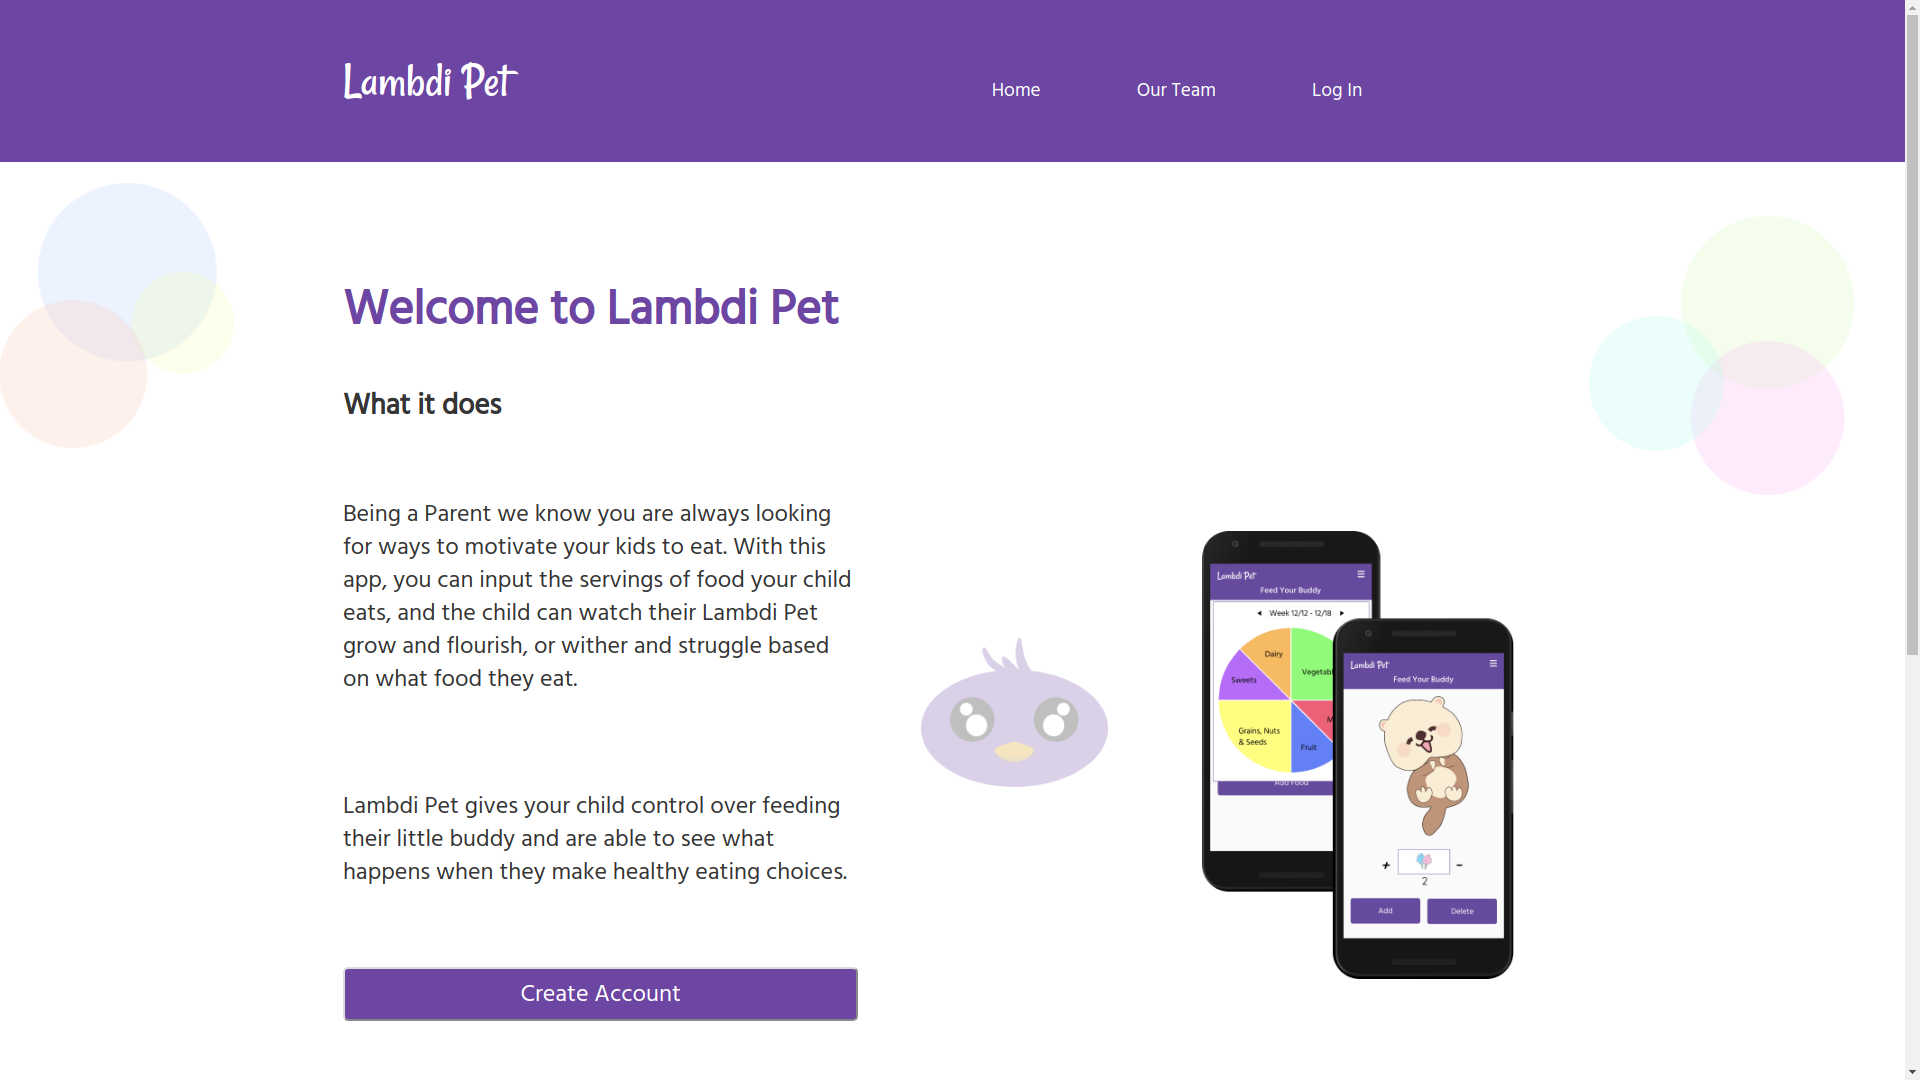 Lambdi Pet
Home
Our Team
Log In
Welcome to Lambdi Pet
What it does
Being a Parent we know you are always looking
for ways to motivate your kids to eat. With this
app, you can input the servings of food your child
eats, and the child can watch their Lambdi Pet
grow and flourish, or wither and struggle based
on what food they eat.
Lambdi Pet gives your child control over feeding
their little buddy and are able to see what
happens when they make healthy eating choices.
Create Account
Lambdi Pet
Feed Your Buddy
Week 12/12 - 12/18
Dairy
Vegetabl
Sweets
M
Grains, Nuts
& Seeds
Fruit
Add Food
Lambdi Pet
Feed Your Buddy
+
-
2
Add
Delete